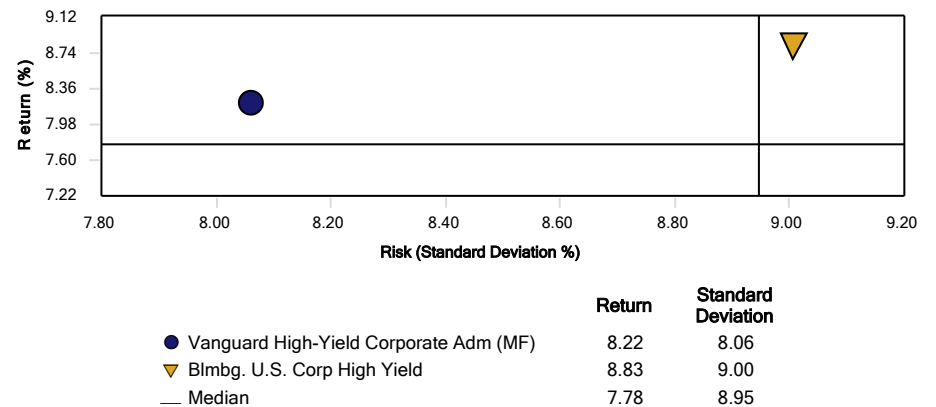 9.12
8.74
8.36
7.98
7.60
7.22
Return (%)
7.80 8.00 8.20 8.40 8.60 8.80 9.00 9.20
Risk (Standard Deviation %)
Return Standard Deviation
Vanguard High-Yield Corporate Adm (MF) 8.22 8.06
Blmbg. U.S. Corp High Yield 8.83 9.00
Median 7.78 8.95